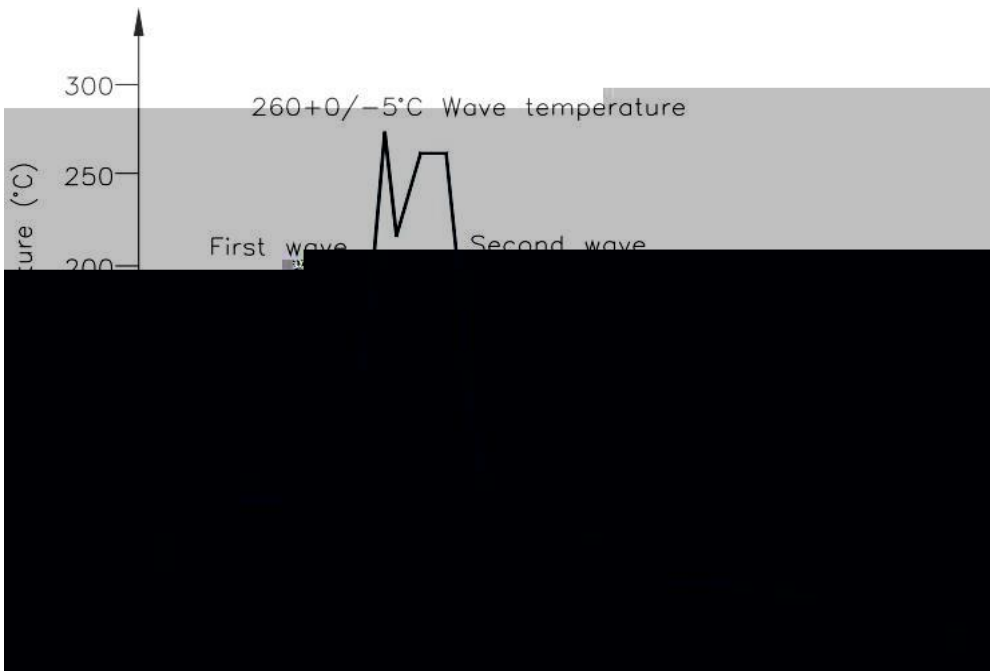 300
260+0/-5°C Wave temperature
250
ture (°C)
First wave
Second wave
200